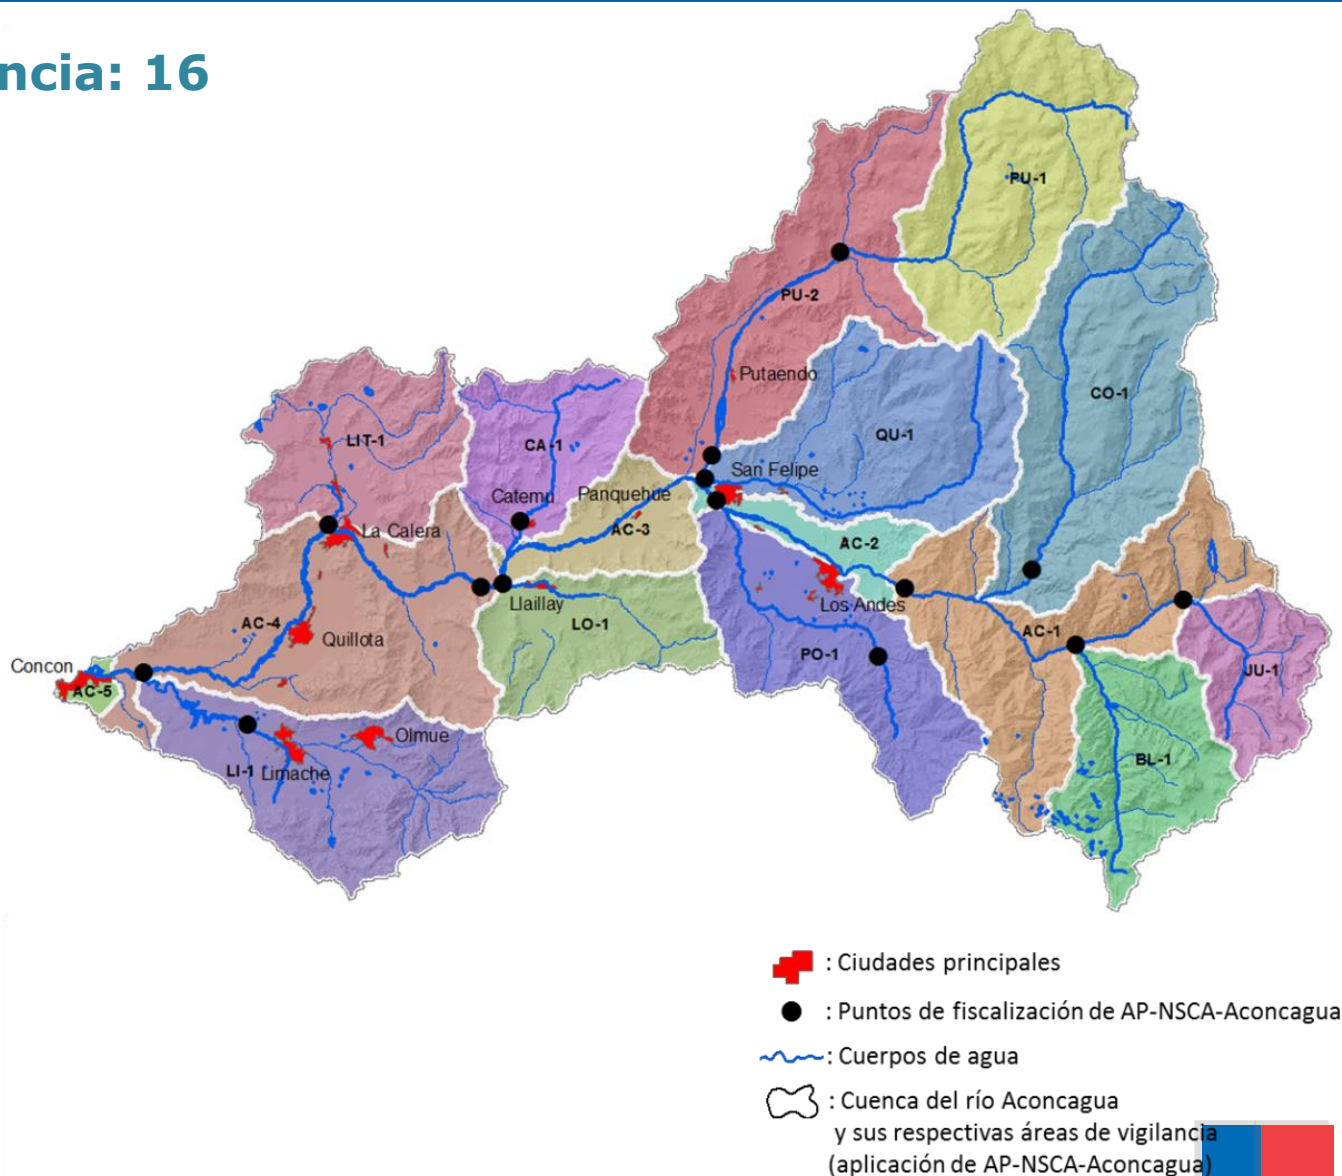 ncia: 16
PU-1
PU-2
CO-1
Putaendo
LIT-1
CA-1
QU-1
San Felipe
Catemu
Panquehue
La Calera
AC-3
AC-2
Llaillay
Los Andes
LO-1
AC-4
AC-1
Quillota
PO-1
Concon
JU-1
AC-5
Olmue
BL-1
LI-1
Limache
: Ciudades principales
: Puntos de fiscalización de AP-NSCA-Aconcagua
: Cuerpos de agua
: Cuenca del río Aconcagua
y sus respectivas áreas de vigilancia
(aplicación de AP-NSCA-Aconcagua)